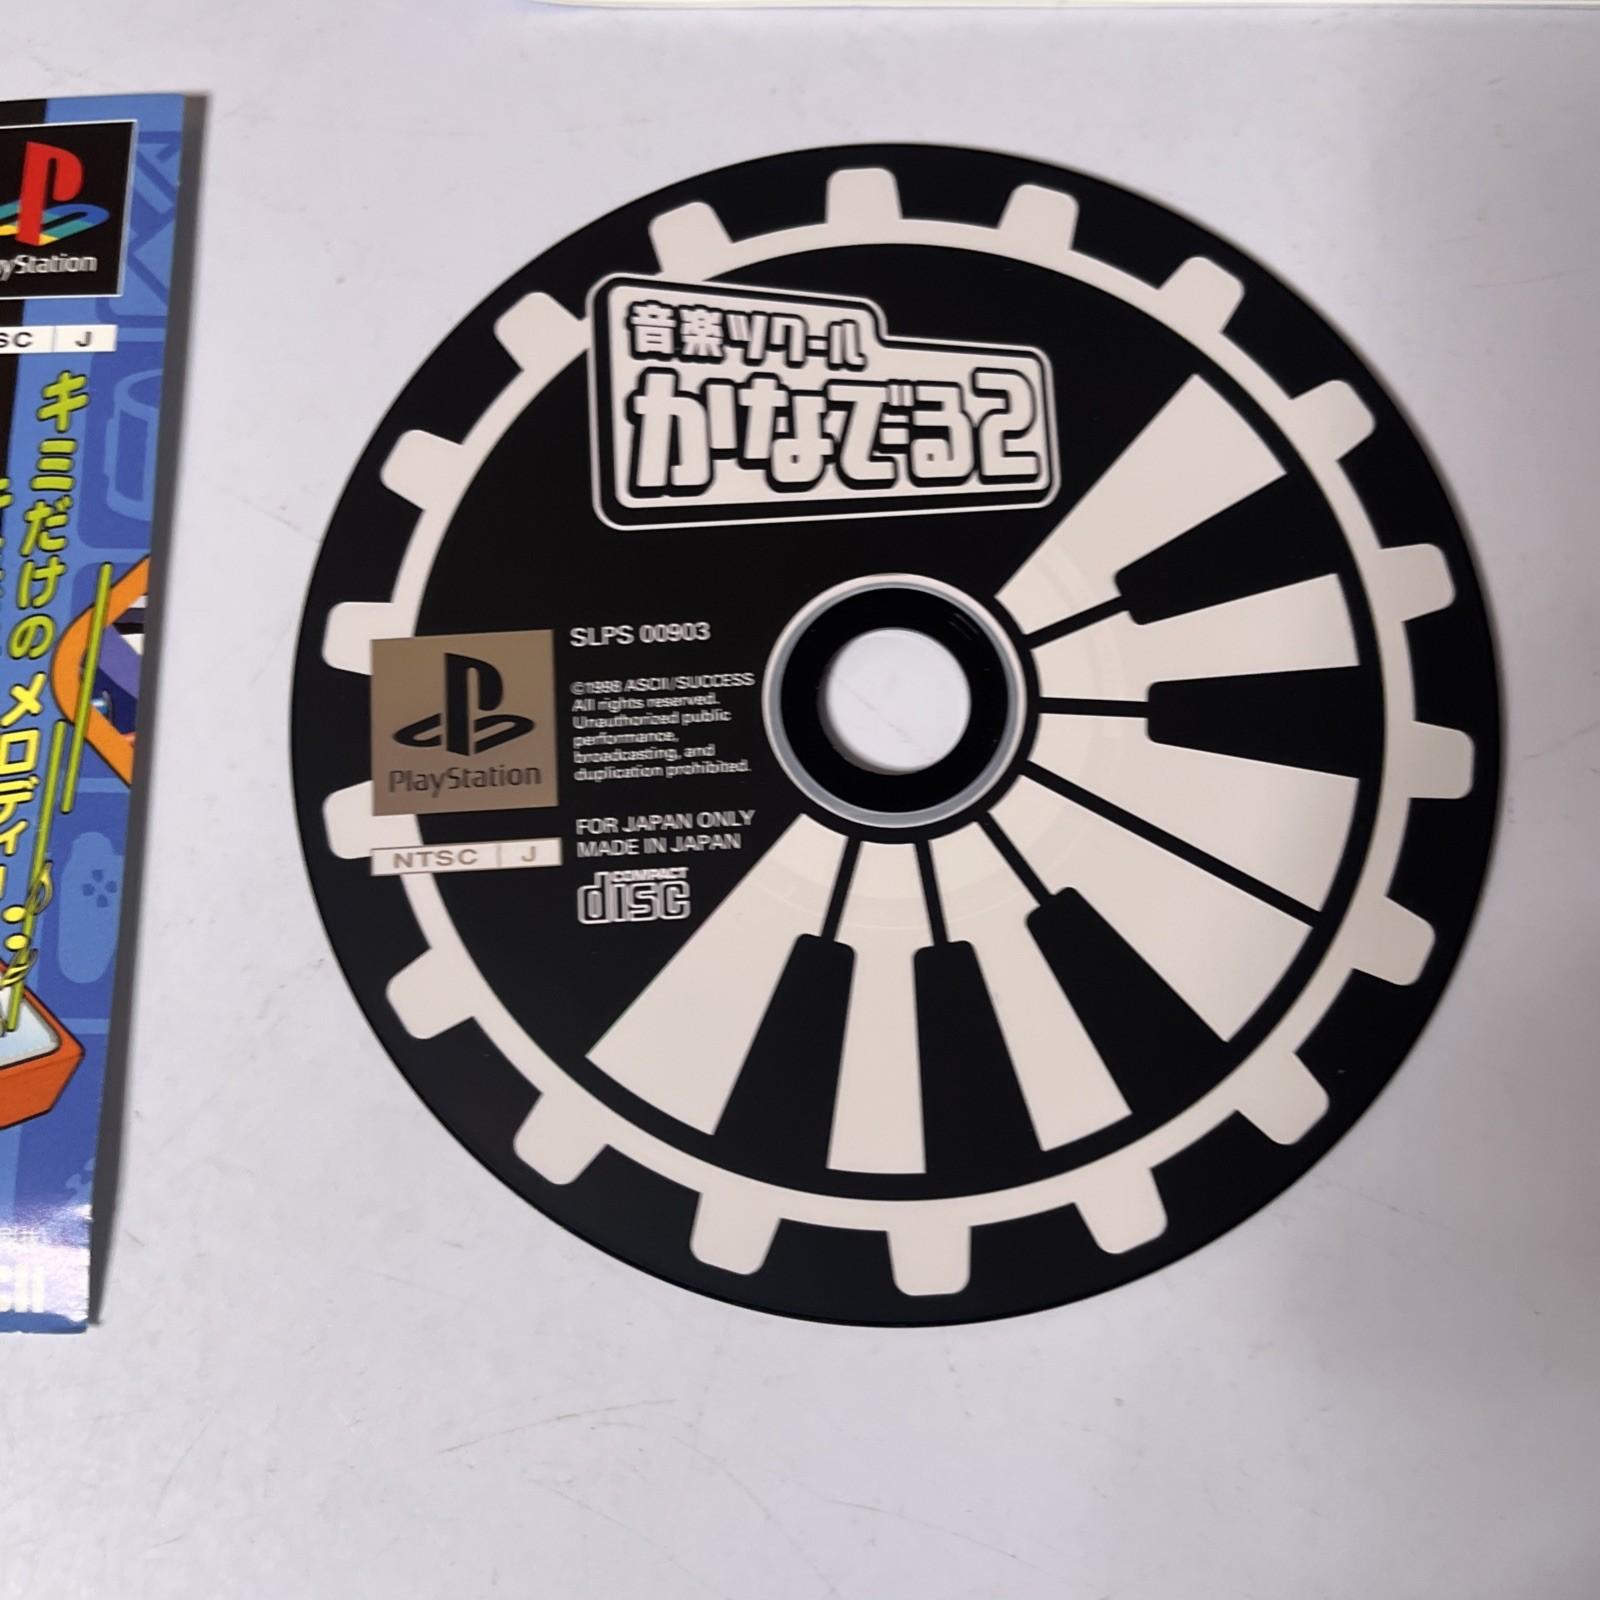 PlayStation
J
キミだけの メロディー
音楽ツクール
かなでる2
SLPS 00903
©1998 ASCII/SUCCESS
All rights reserved.
Unauthorized public
performance,
broadcasting, and
duplication prohibited.
PlayStation
NTSC J
FOR JAPAN ONLY
MADE IN JAPAN
COMPACT
disc